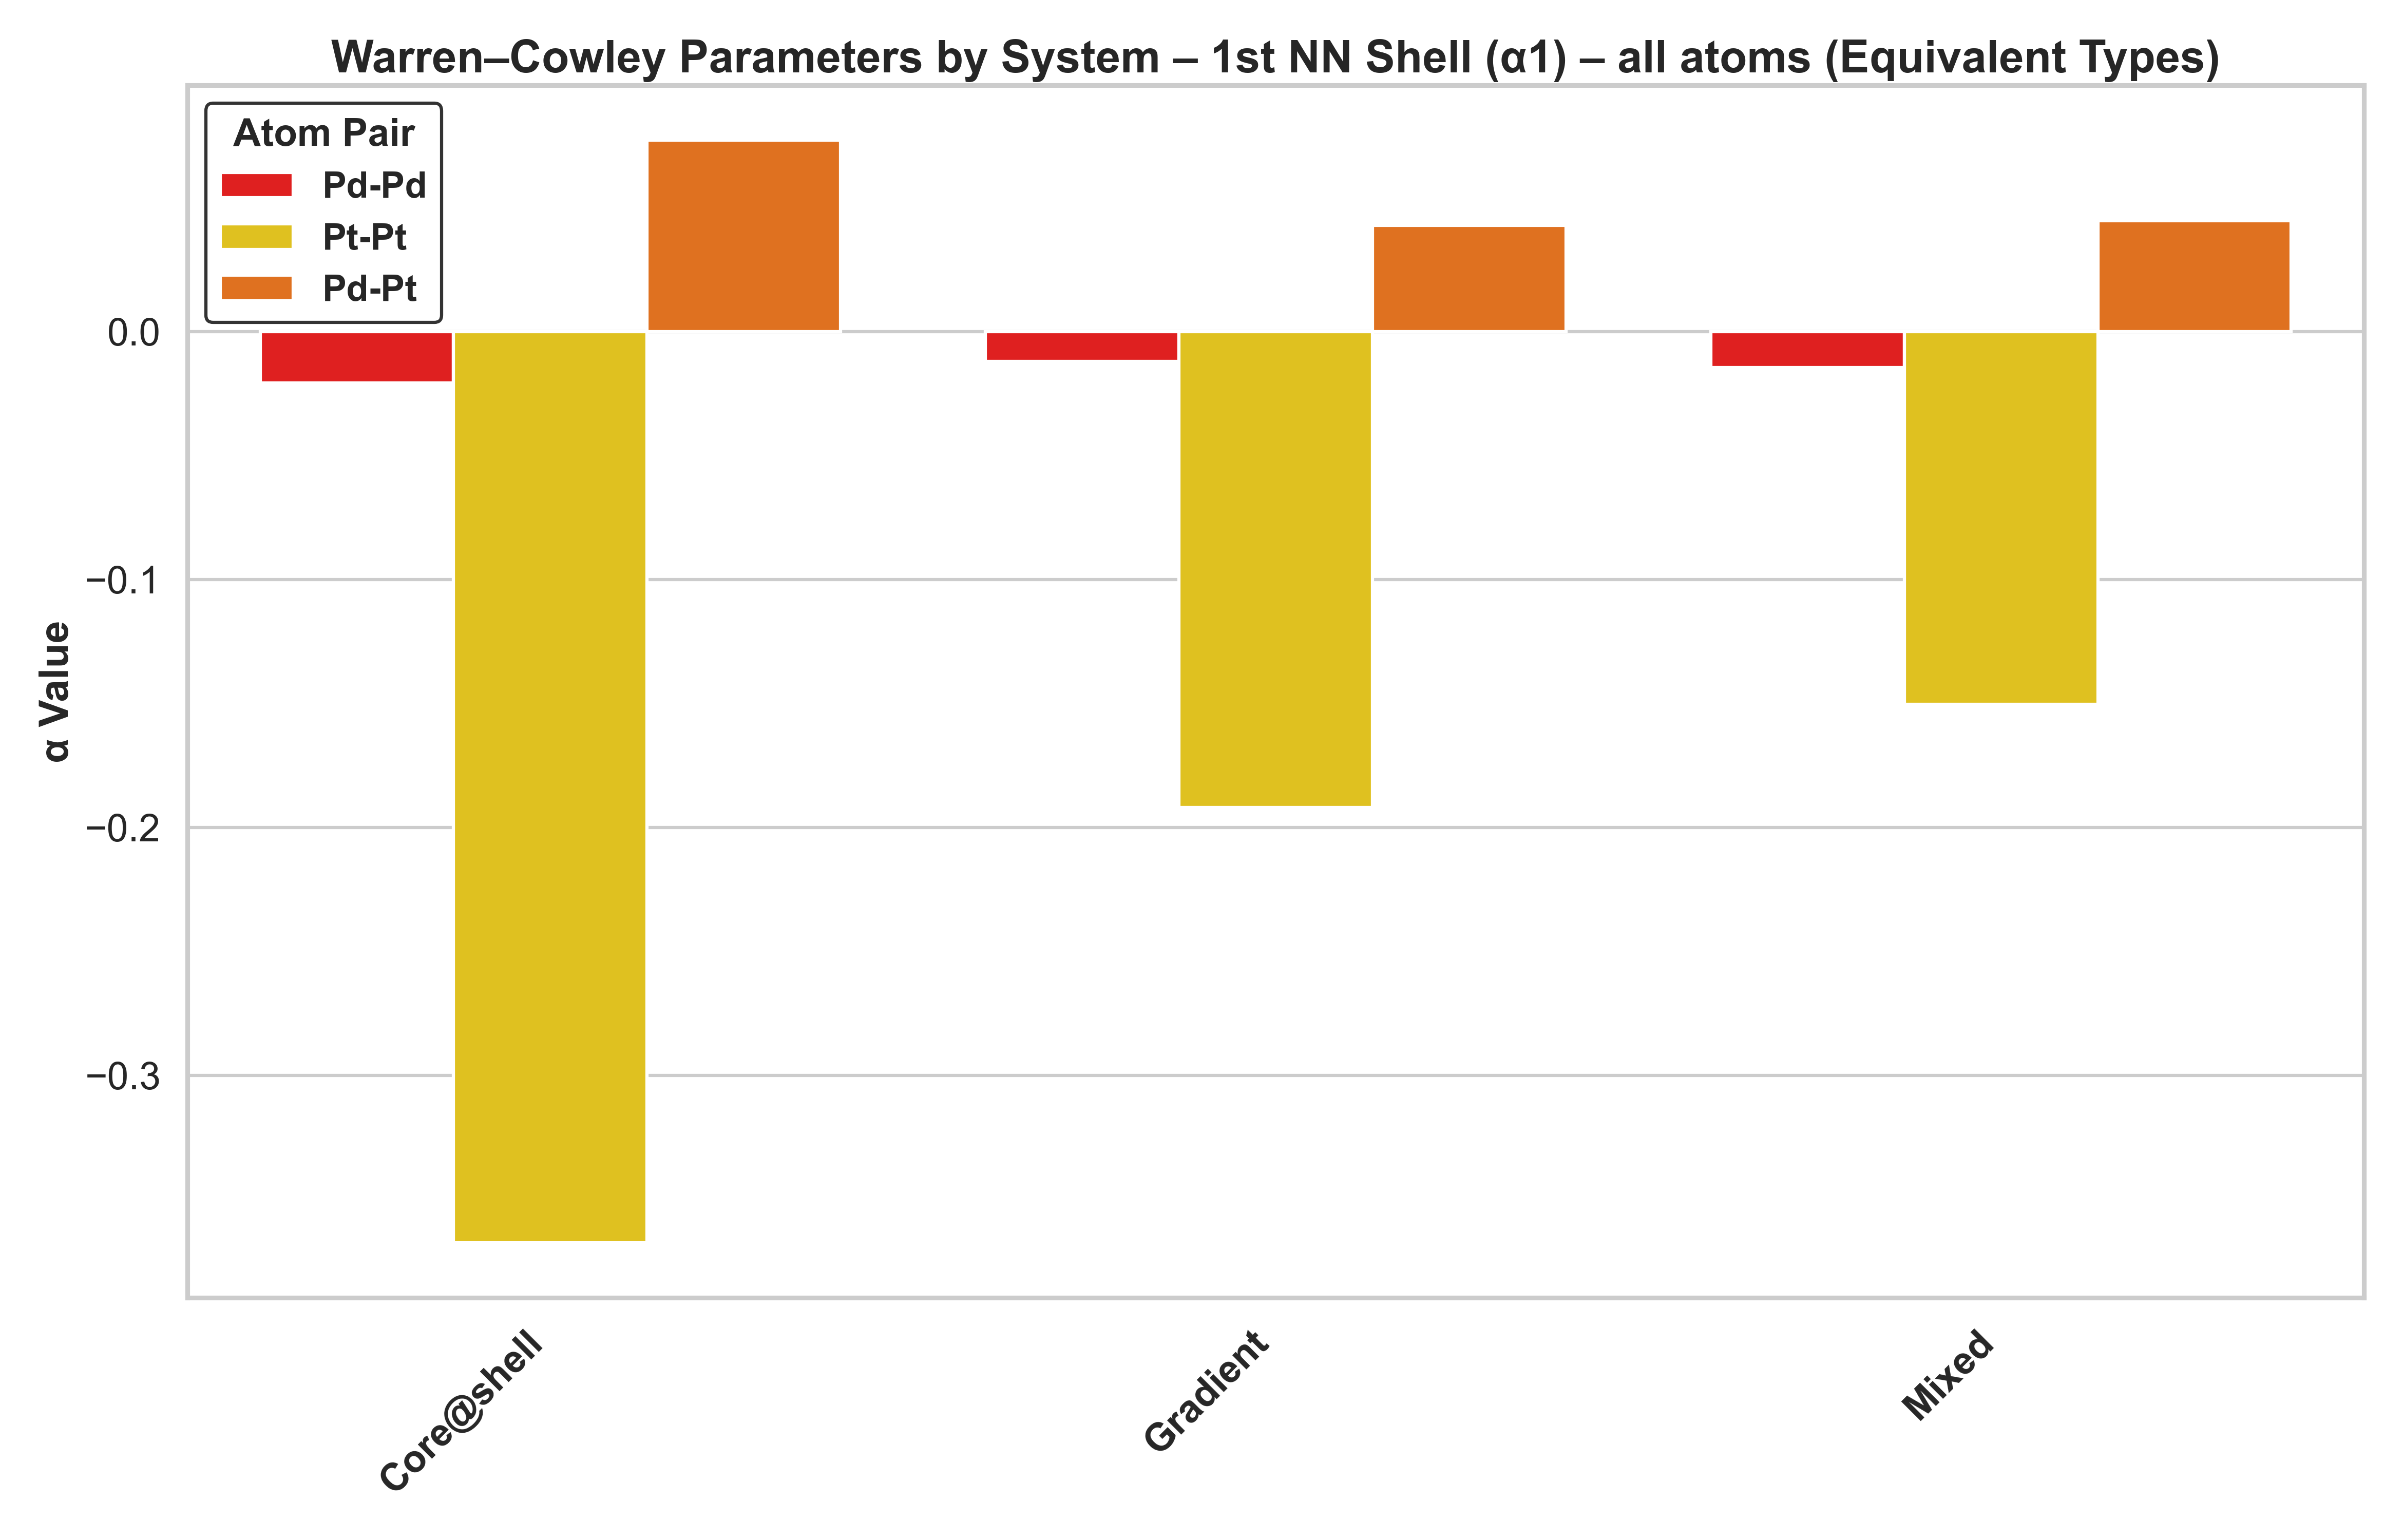 Warren–Cowley Parameters by System – 1st NN Shell (α1) – all atoms (Equivalent Types)
Atom Pair
Pd-Pd
Pt-Pt
Pd-Pt
0.0
−0.1
−0.2
−0.3
α Value
Core@shell
Gradient
Mixed